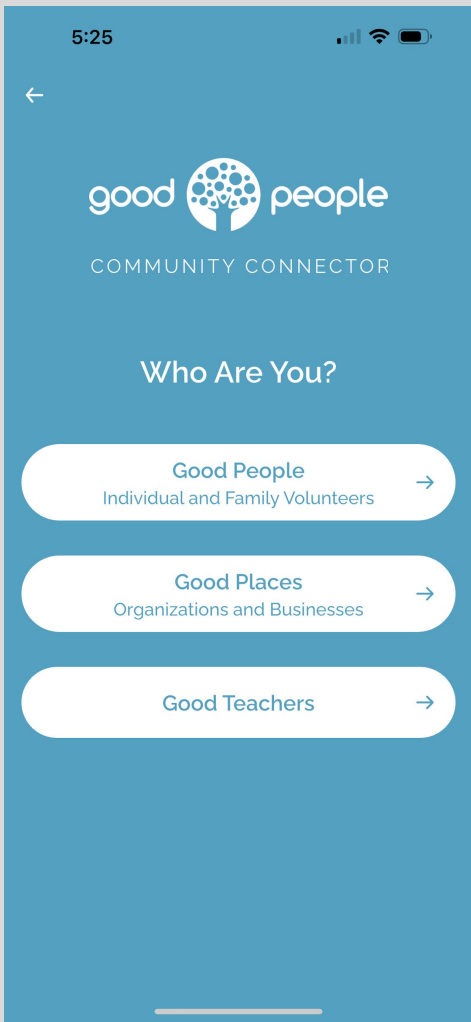 5:25
good people
COMMUNITY CONNECTOR
Who Are You?
Good People
Individual and Family Volunteers
Good Places
Organizations and Businesses
Good Teachers